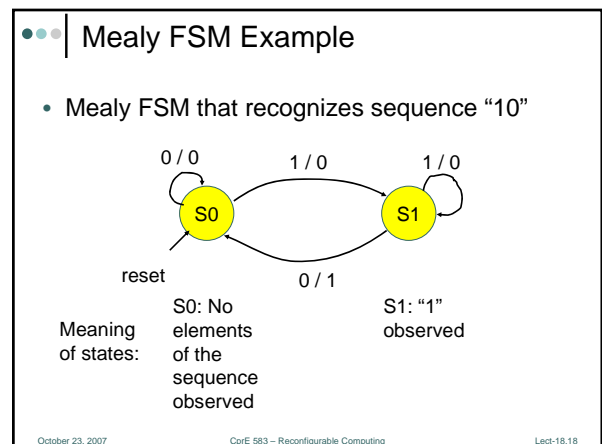 Mealy FSM Example
• Mealy FSM that recognizes sequence “10”
0 / 0
1 / 0
1 / 0
S0
S1
reset
0 / 1
Meaning
of states:
S0: No
elements
of the
sequence
observed
S1: “1”
observed
October 23, 2007
CprE 583 – Reconfigurable Computing
Lect-18.18